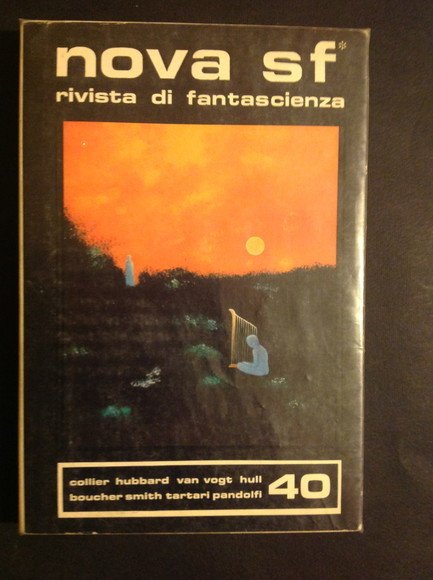 nova sf*
rivista di fantascienza
collier hubbard van vogt hull
boucher smith tartari pandolfi
40